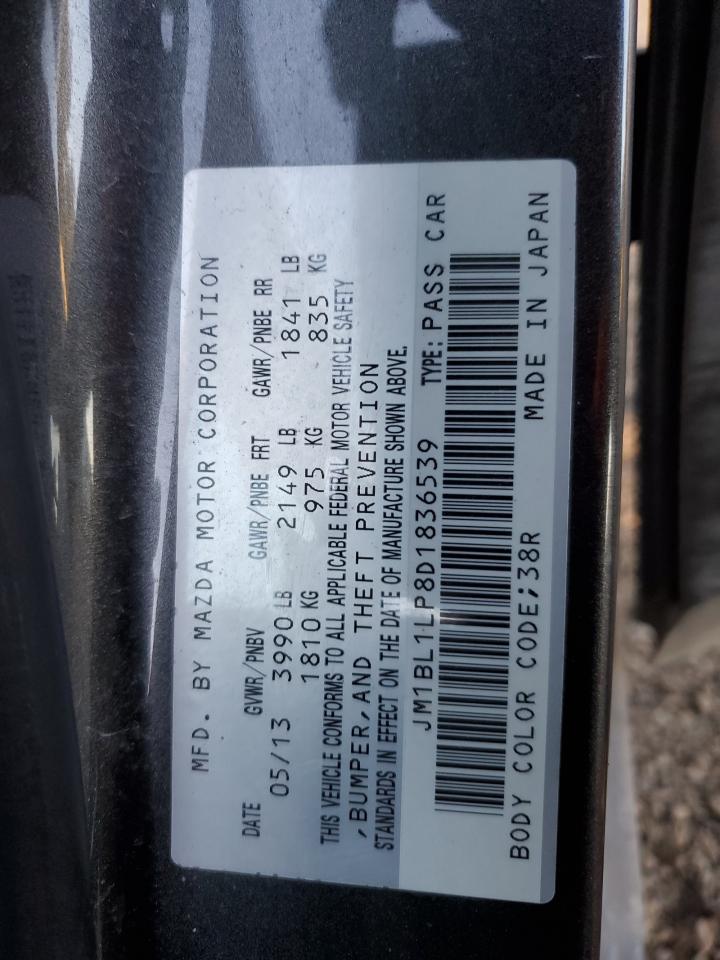 MFD. BY MAZDA MOTOR CORPORATION
DATE GVWR/PNBV GAWR/PNBE FRT GAWR/PNBE RR
05/13 3990 LB 2149 LB 1841 LB
1810 KG 975 KG 835 KG
THIS VEHICLE CONFORMS TO ALL APPLICABLE FEDERAL MOTOR VEHICLE SAFETY
,BUMPER,AND THEFT PREVENTION
STANDARDS IN EFFECT ON THE DATE OF MANUFACTURE SHOWN ABOVE.
JM1BL1LP8D1836539 TYPE: PASS CAR
BODY COLOR CODE;38R MADE IN JAPAN